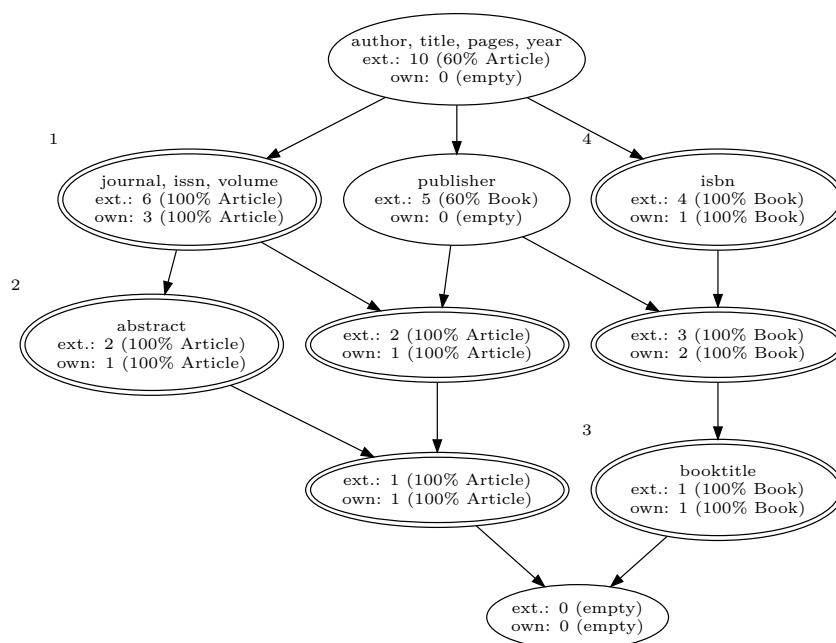 author, title, pages, year
ext.: 10 (60% Article)
own: 0 (empty)
1
journal, issn, volume
ext.: 6 (100% Article)
own: 3 (100% Article)
publisher
ext.: 5 (60% Book)
own: 0 (empty)
4
isbn
ext.: 4 (100% Book)
own: 1 (100% Book)
2
abstract
ext.: 2 (100% Article)
own: 1 (100% Article)
ext.: 2 (100% Article)
own: 1 (100% Article)
ext.: 3 (100% Book)
own: 2 (100% Book)
ext.: 1 (100% Article)
own: 1 (100% Article)
3
booktitle
ext.: 1 (100% Book)
own: 1 (100% Book)
ext.: 0 (empty)
own: 0 (empty)